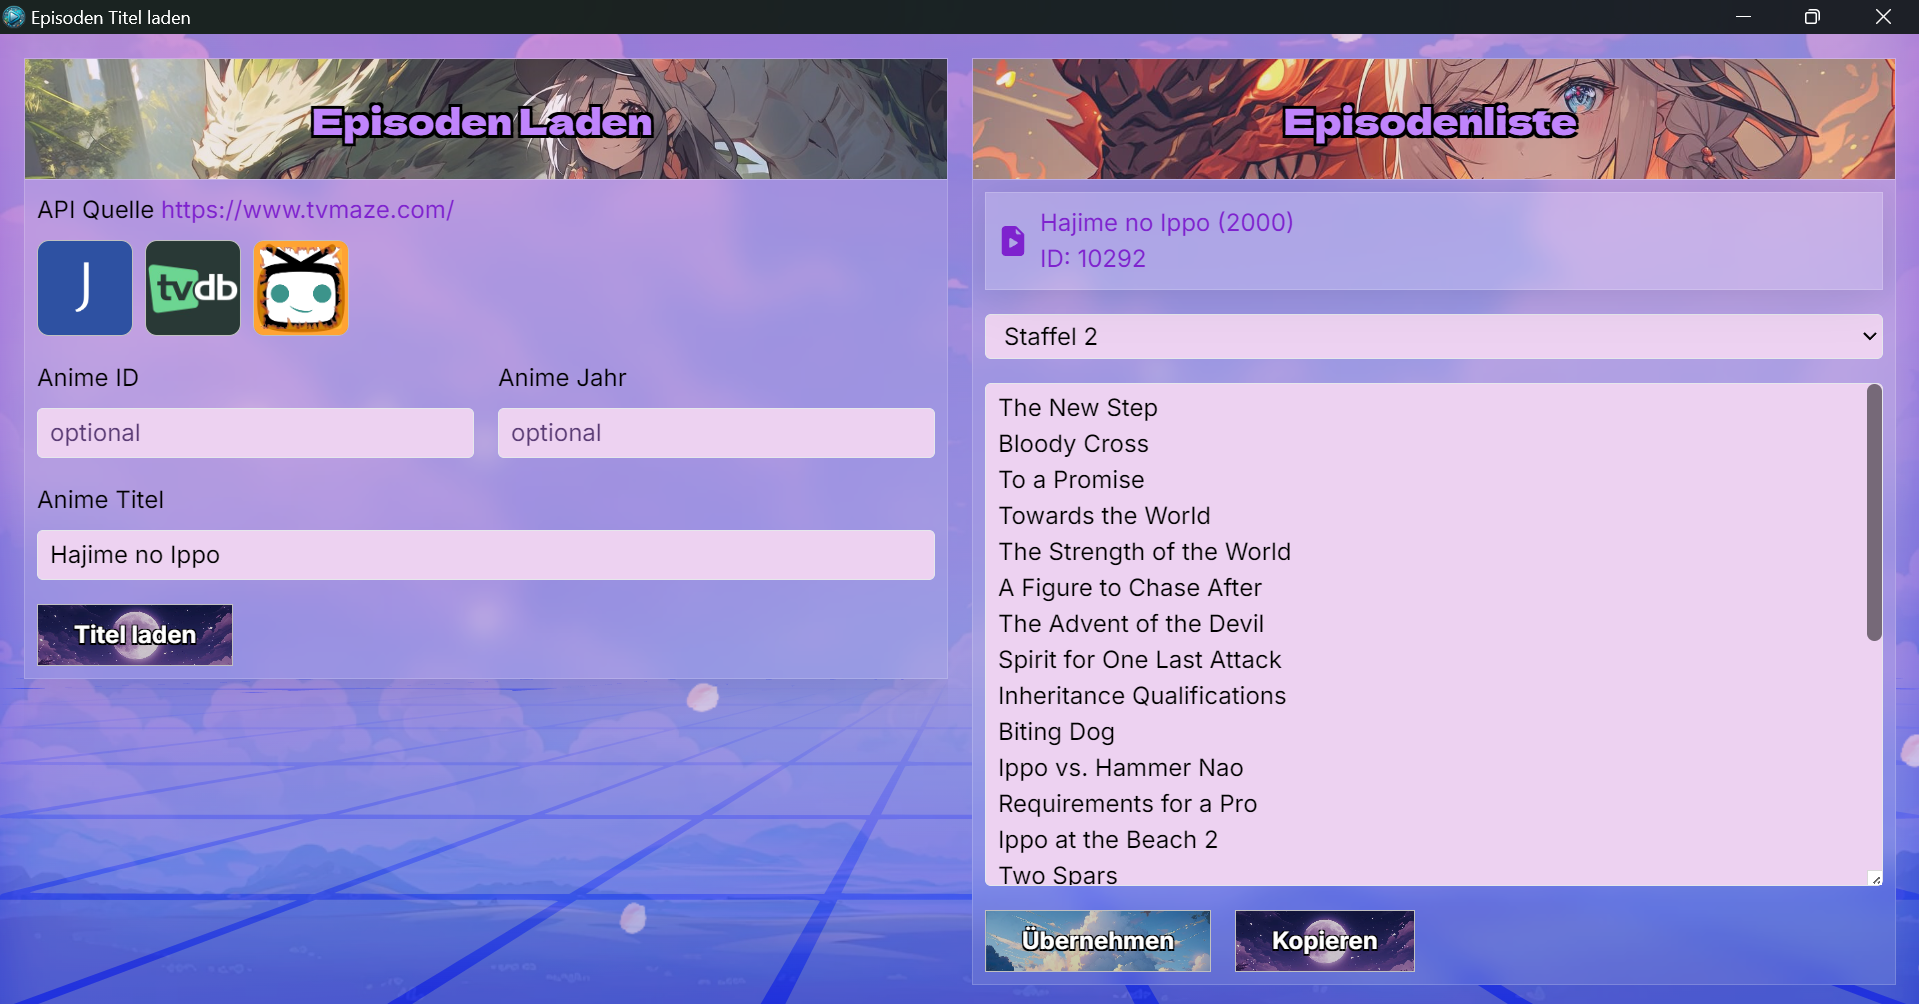 Episoden Titel laden
Episoden Laden
API Quelle https://www.tvmaze.com/
J
tvdb
Anime ID
Anime Jahr
optional
optional
Anime Titel
Hajime no Ippo
Titel laden
Episodenliste
Hajime no Ippo (2000)
ID: 10292
Staffel 2
The New Step
Bloody Cross
To a Promise
Towards the World
The Strength of the World
A Figure to Chase After
The Advent of the Devil
Spirit for One Last Attack
Inheritance Qualifications
Biting Dog
Ippo vs. Hammer Nao
Requirements for a Pro
Ippo at the Beach 2
Two Spars
Übernehmen
Kopieren